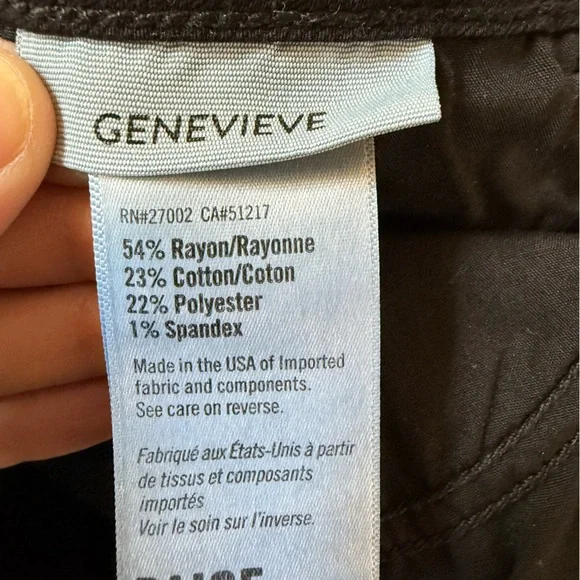 GENEVIEVE
RN#27002 CA#51217
54% Rayon/Rayonne
23% Cotton/Coton
22% Polyester
1% Spandex
Made in the USA of Imported
fabric and components.
See care on reverse.
Fabriqué aux États-Unis à partir
de tissus et composants
importés
Voir le soin sur l'inverse.